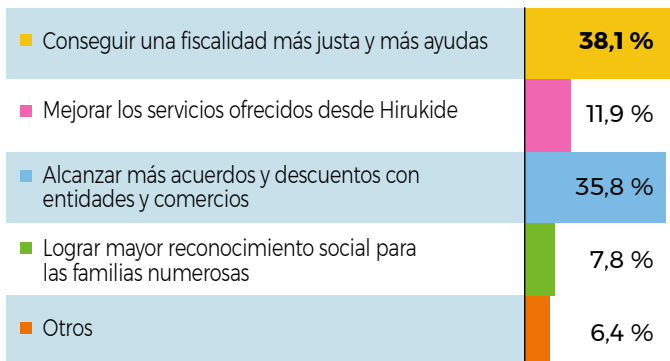 Conseguir una fiscalidad más justa y más ayudas 38,1 %
Mejorar los servicios ofrecidos desde Hirukide 11,9 %
Alcanzar más acuerdos y descuentos con
entidades y comercios 35,8 %
Lograr mayor reconocimiento social para
las familias numerosas 7,8 %
Otros 6,4 %